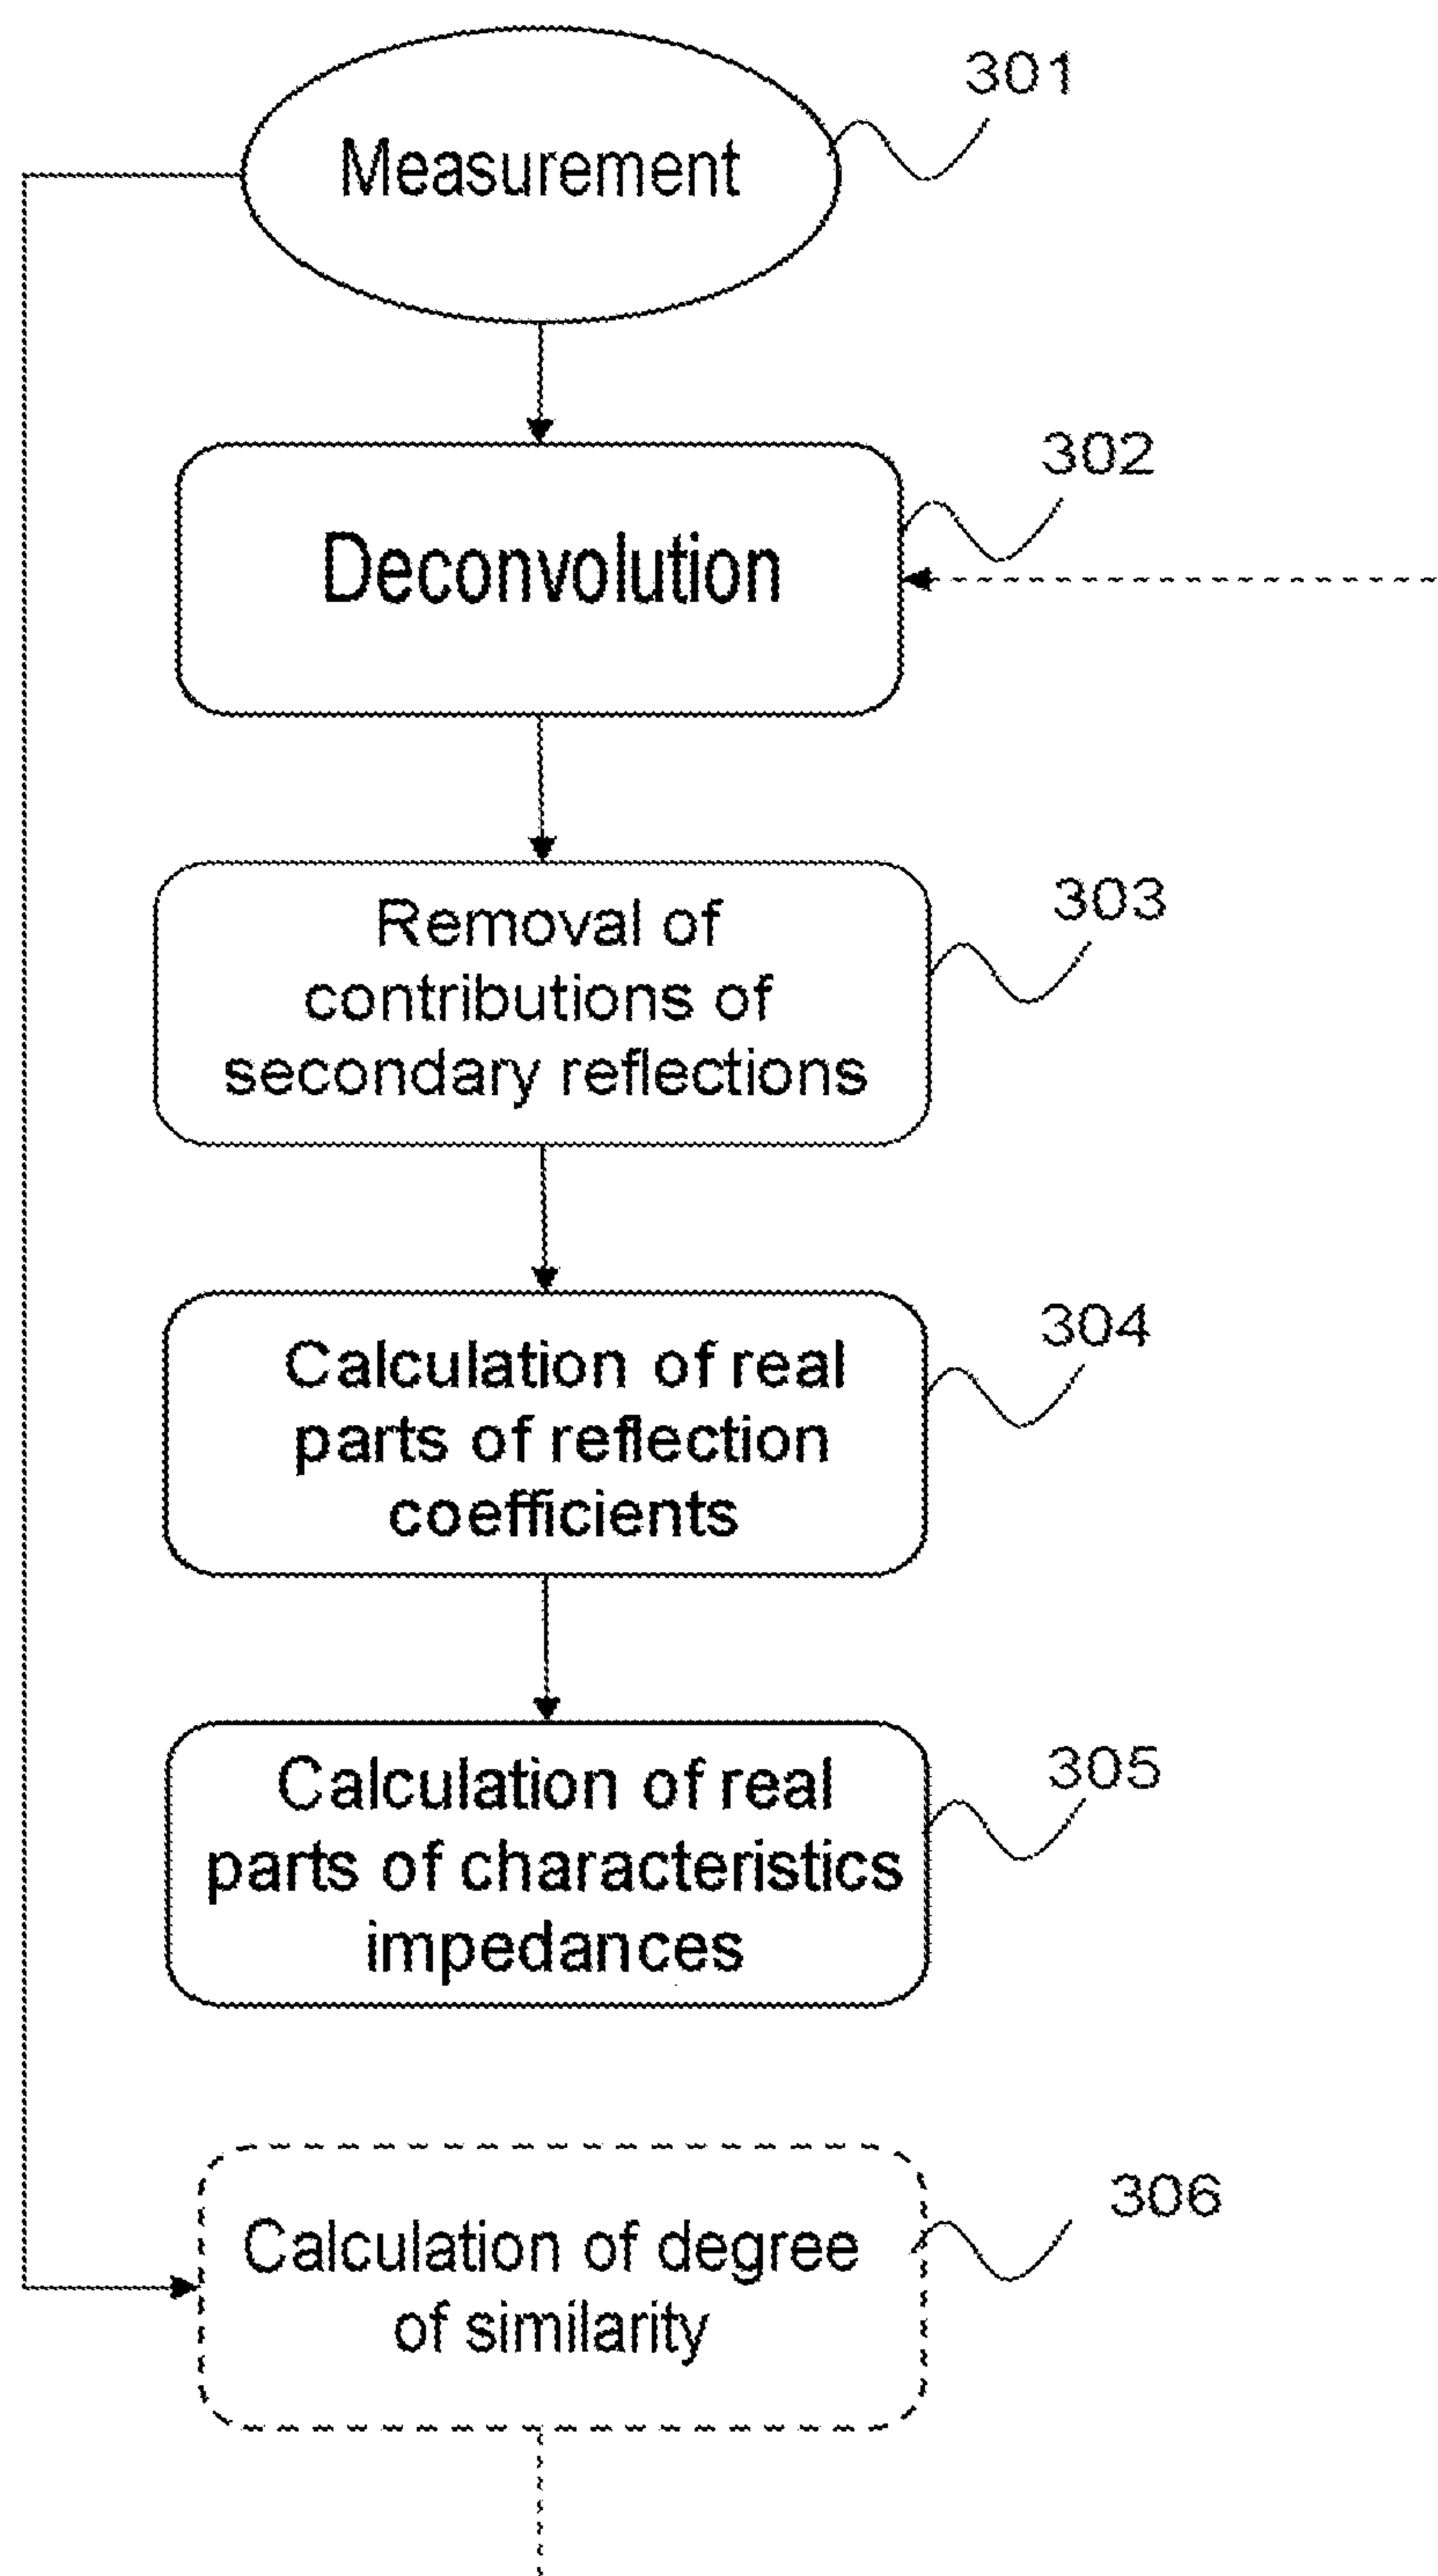 301
Measurement
302
Deconvolution
303
Removal of
contributions of
secondary reflections
304
Calculation of real
parts of reflection
coefficients
305
Calculation of real
parts of characteristics
impedances
306
Calculation of degree
of similarity